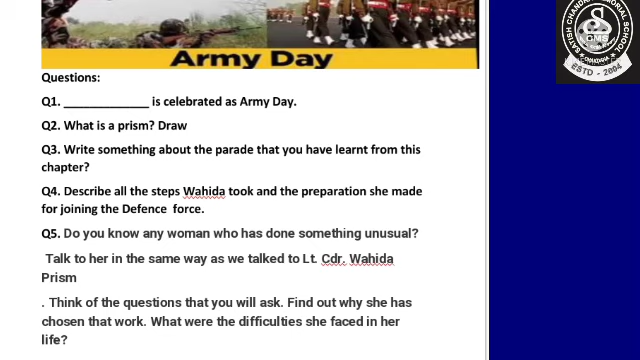 Army Day
SATISH CHANDRA MEMORIAL SCHOOL
ESTD - 2004
Questions:
Q1. _____________ is celebrated as Army Day.
Q2. What is a prism? Draw
Q3. Write something about the parade that you have learnt from this
chapter?
Q4. Describe all the steps Wahida took and the preparation she made
for joining the Defence  force.
Q5. Do you know any woman who has done something unusual?
Talk to her in the same way as we talked to Lt. Cdr. Wahida
Prism
. Think of the questions that you will ask. Find out why she has
chosen that work. What were the difficulties she faced in her
life?